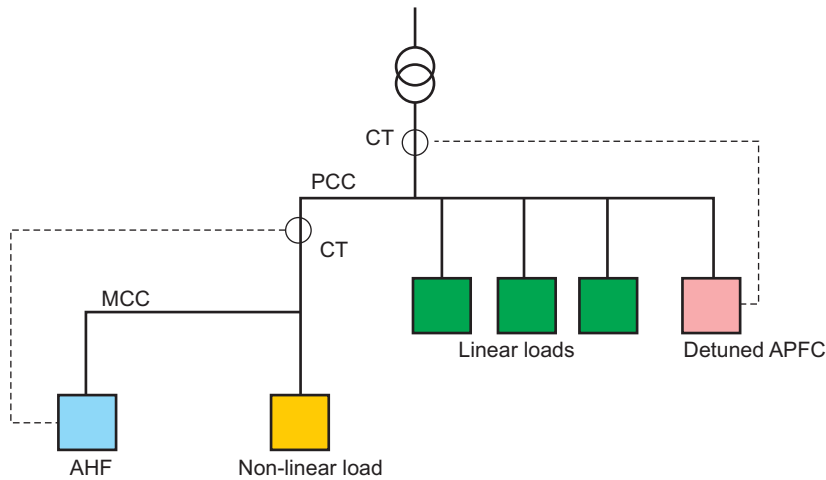 CT
PCC
CT
MCC
Linear loads
Detuned APFC
AHF
Non-linear load